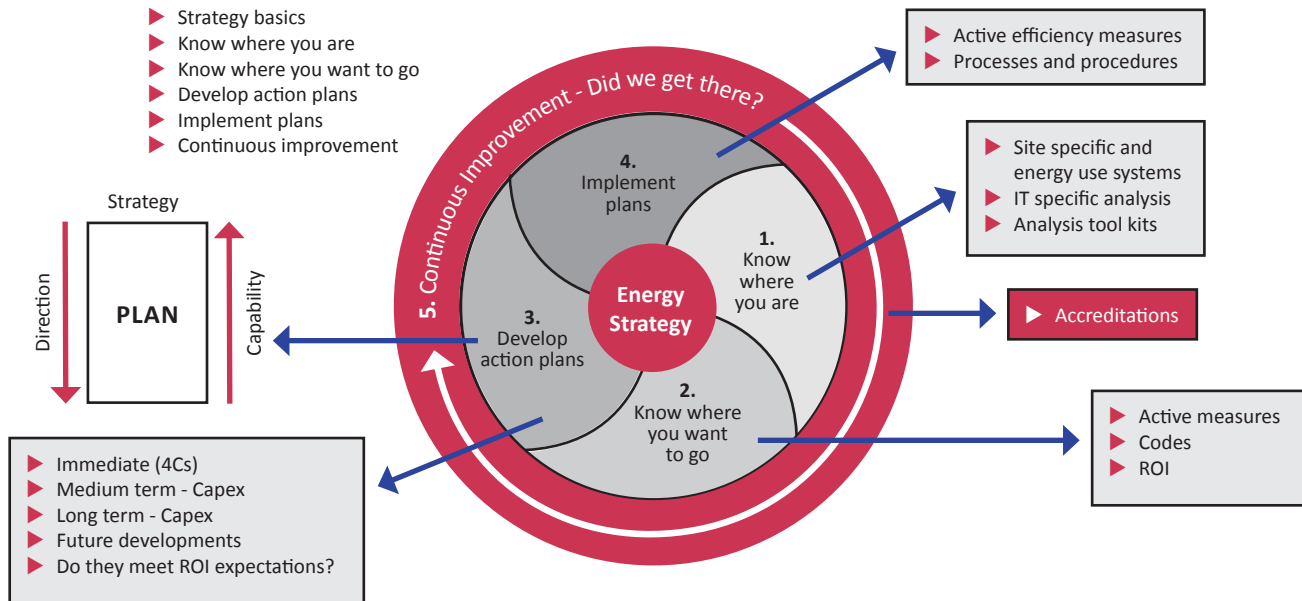 Strategy basics
Know where you are
Know where you want to go
Develop action plans
Implement plans
Continuous improvement
Active efficiency measures
Processes and procedures
5. Continuous Improvement - Did we get there?
4.
Implement
plans
Site specific and
energy use systems
IT specific analysis
Analysis tool kits
Strategy
Direction
PLAN
Capability
1.
Know
where
you are
Energy
Strategy
Accreditations
3.
Develop
action plans
2.
Know where
you want
to go
Active measures
Codes
ROI
Immediate (4Cs)
Medium term - Capex
Long term - Capex
Future developments
Do they meet ROI expectations?